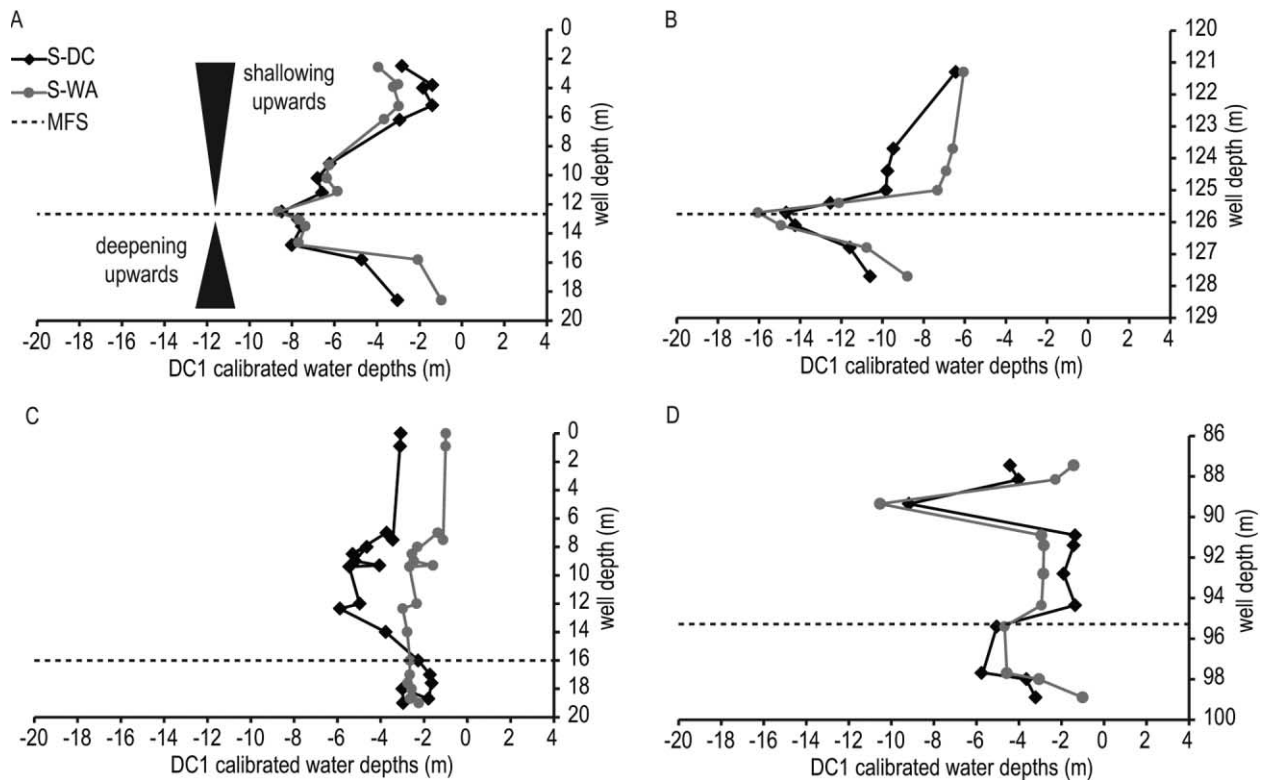 A
S-DC
S-WA
MFS
shallowing
upwards
deepening
upwards
0
2
4
6
8
10
12
14
16
18
20
well depth (m)
-20 -18 -16 -14 -12 -10 -8 -6 -4 -2 0 2 4
DC1 calibrated water depths (m)
B
120
121
122
123
124
125
126
127
128
129
well depth (m)
-20 -18 -16 -14 -12 -10 -8 -6 -4 -2 0 2 4
DC1 calibrated water depths (m)
C
0
2
4
6
8
10
12
14
16
18
20
well depth (m)
-20 -18 -16 -14 -12 -10 -8 -6 -4 -2 0 2 4
DC1 calibrated water depths (m)
D
86
88
90
92
94
96
98
100
well depth (m)
-20 -18 -16 -14 -12 -10 -8 -6 -4 -2 0 2 4
DC1 calibrated water depths (m)